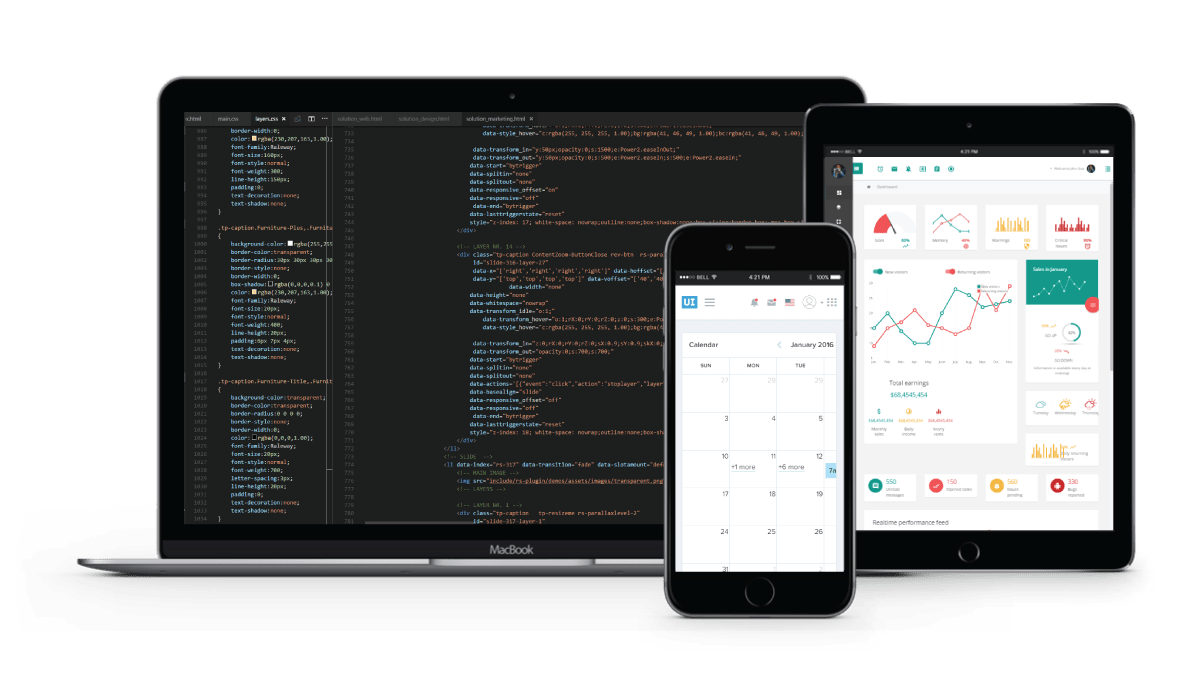 main.css
layers.css
solution_web.html
solution_design.html
solution_marketing.html
border-width:0;
color: rgba(230,207,163,1.00);
font-family:Raleway;
font-size:160px;
font-style:normal;
font-weight:300;
line-height:150px;
padding:0;
text-decoration:none;
text-shadow:none;
}
.tp-caption.Furniture-Plus,.Furnitur
{
background-color: rgba(255,255
border-color:transparent;
border-radius:30px 30px 30px 30
border-style:none;
border-width:0;
box-shadow: rgba(0,0,0,0.1) 0
color: rgba(230,207,163,1.00);
font-family:Raleway;
font-size:20px;
font-style:normal;
font-weight:400;
line-height:20px;
padding:6px 7px 4px;
text-decoration:none;
text-shadow:none;
}
.tp-caption.Furniture-Title,.Furnit
{
background-color:transparent;
border-color:transparent;
border-radius:0 0 0 0;
border-style:none;
border-width:0;
color: rgba(0,0,0,1.00);
font-family:Raleway;
font-size:20px;
font-style:normal;
font-weight:700;
letter-spacing:3px;
line-height:20px;
padding:0;
text-decoration:none;
text-shadow:none;
}
data-style_hover="c:rgba(255, 255, 255, 1.00);bg:rgba(41, 46, 49, 1.00);bc:rgba(41, 46, 49, 1.00);
data-transform_in="y:50px;opacity:0;s:1500;e:Power2.easeInOut;"
data-transform_out="y:50px;opacity:0;s:500;e:Power2.easeIn;s:500;e:Power2.easeIn;"
data-start="bytrigger"
data-splitin="none"
data-splitout="none"
data-responsive_offset="on"
data-responsive="off"
data-end="bytrigger"
data-lasttriggerstate="reset"
</div>
<!-- LAYER NR. 14 -->
<div class="tp-caption ContentZoom-ButtonClose rev-btn rs-para
id="slide-316-layer-27"
data-x="['right','right','right','right']" data-hoffset="[
data-y="['top','top','top','top']" data-voffset="['40','40
data-width="none"
data-height="none"
data-whitespace="nowrap"
data-transform_idle="o:1;"
data-transform_hover="o:1;rX:0;rY:0;rZ:0;z:0;s:300;e:Po
data-style_hover="c:rgba(255, 255, 255, 1.00);bg:rgba(4
data-transform_in="c:0;rX:0;rY:0;rZ:0;sX:0.9;sY:0.9;skX:0;
data-transform_out="opacity:0;s:700;s:700;"
data-start="bytrigger"
data-splitin="none"
data-splitout="none"
data-actions='[{"event":"click","action":"stoplayer","layer
data-basealign="slide"
data-responsive_offset="off"
data-responsive="off"
data-end="bytrigger"
data-lasttriggerstate="reset"
style="z-index: 18; white-space: nowrap;outline:none;box-sha
</div>
</li>
<!-- SLIDE -->
<li data-index="rs-317" data-transition="fade" data-slotamount="defa
<!-- MAIN IMAGE -->
<img src="include/rs-plugin/demos/assets/images/transparent.png"
<!-- LAYERS -->
<!-- LAYER NR. 1 -->
<div class="tp-caption tp-resizeme rs-parallaxlevel-2"
id="slide-317-layer-1"
MacBook
BELL 4:21 PM 100%
UI
Calendar January 2016
SUN MON TUE
27 28 29
3 4 5
10 11 12
+1 more +6 more 7
17 18 19
24 25 26
31 1 2
BELL 4:21 PM 100%
Dashboard
Sales 80%
Memory
Warnings
Critical issues 90%
New visitors
Returning visitors
Sales in January
Total earnings
$68,4545,454
Monthly sales
Daily income
Yearly sales
Tuesday Wednesday Thursday
550 Unread messages
150
560 Issues pending
330 Bugs reported
Realtime performance feed